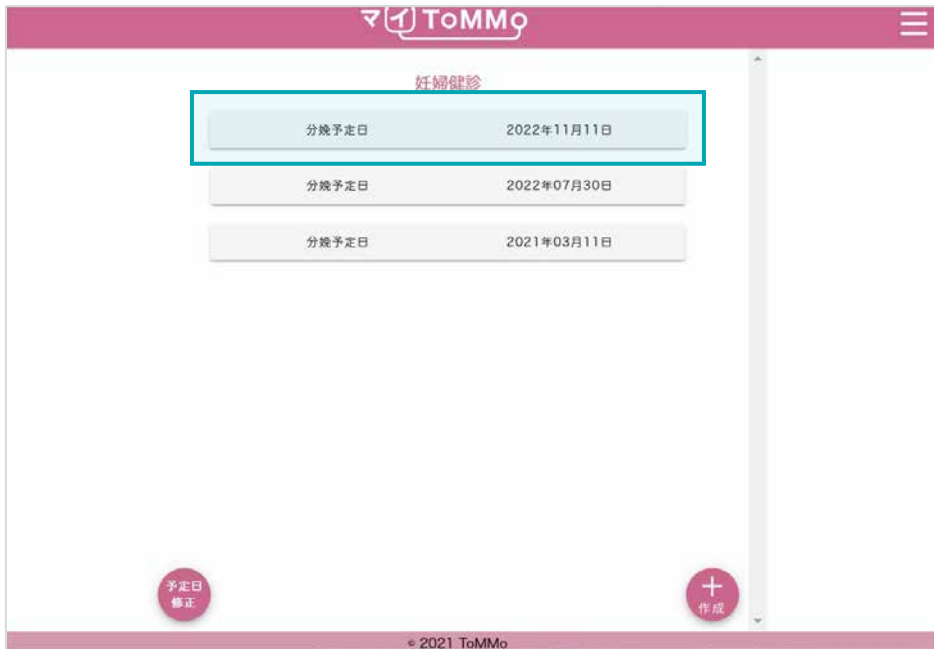 マイToMMo
妊婦健診
分娩予定日 2022年11月11日
分娩予定日 2022年07月30日
分娩予定日 2021年03月11日
予定日
修正
作成
© 2021 ToMMo